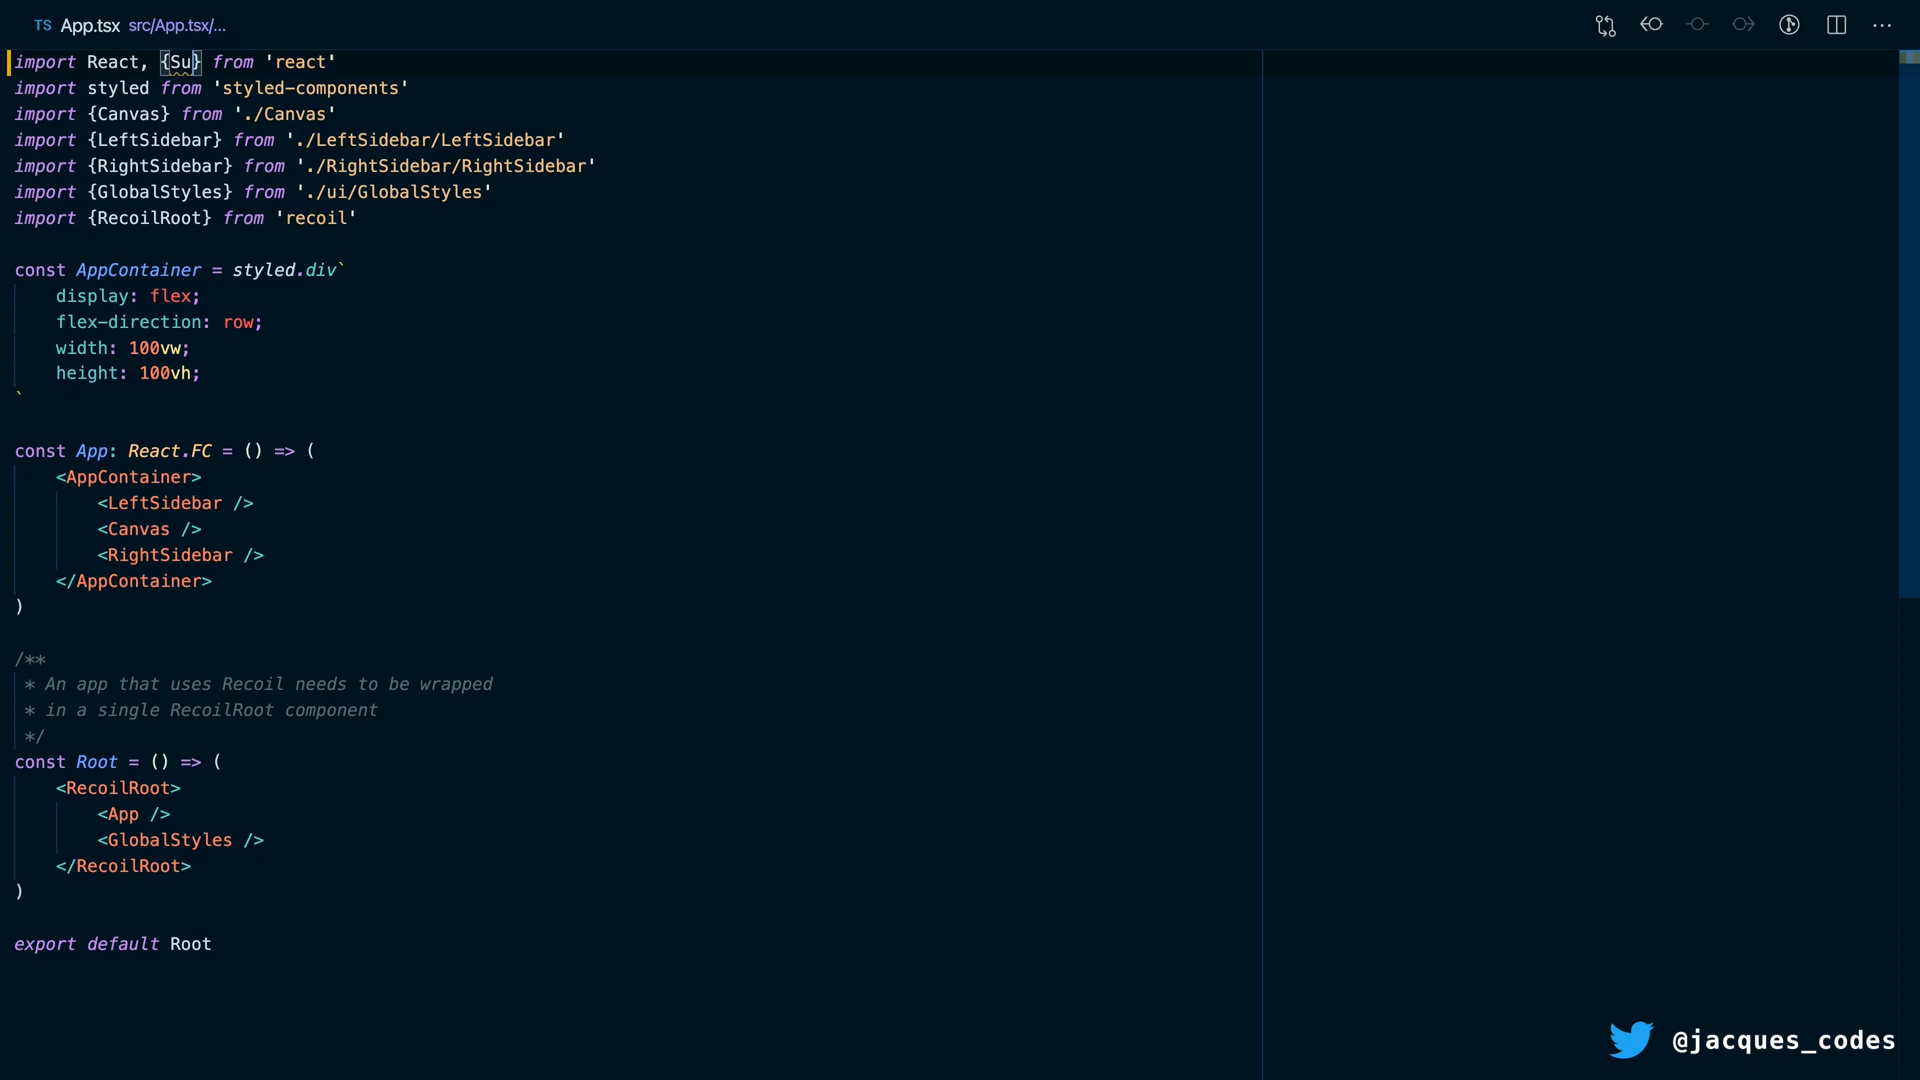 TS App.tsx src/App.tsx/...
import React, {Su} from 'react'
import styled from 'styled-components'
import {Canvas} from './Canvas'
import {LeftSidebar} from './LeftSidebar/LeftSidebar'
import {RightSidebar} from './RightSidebar/RightSidebar'
import {GlobalStyles} from './ui/GlobalStyles'
import {RecoilRoot} from 'recoil'
const AppContainer = styled.div`
display: flex;
flex-direction: row;
width: 100vw;
height: 100vh;
`
const App: React.FC = () => (
<AppContainer>
<LeftSidebar />
<Canvas />
<RightSidebar />
</AppContainer>
)
/**
* An app that uses Recoil needs to be wrapped
* in a single RecoilRoot component
*/
const Root = () => (
<RecoilRoot>
<App />
<GlobalStyles />
</RecoilRoot>
)
export default Root
@jacques_codes